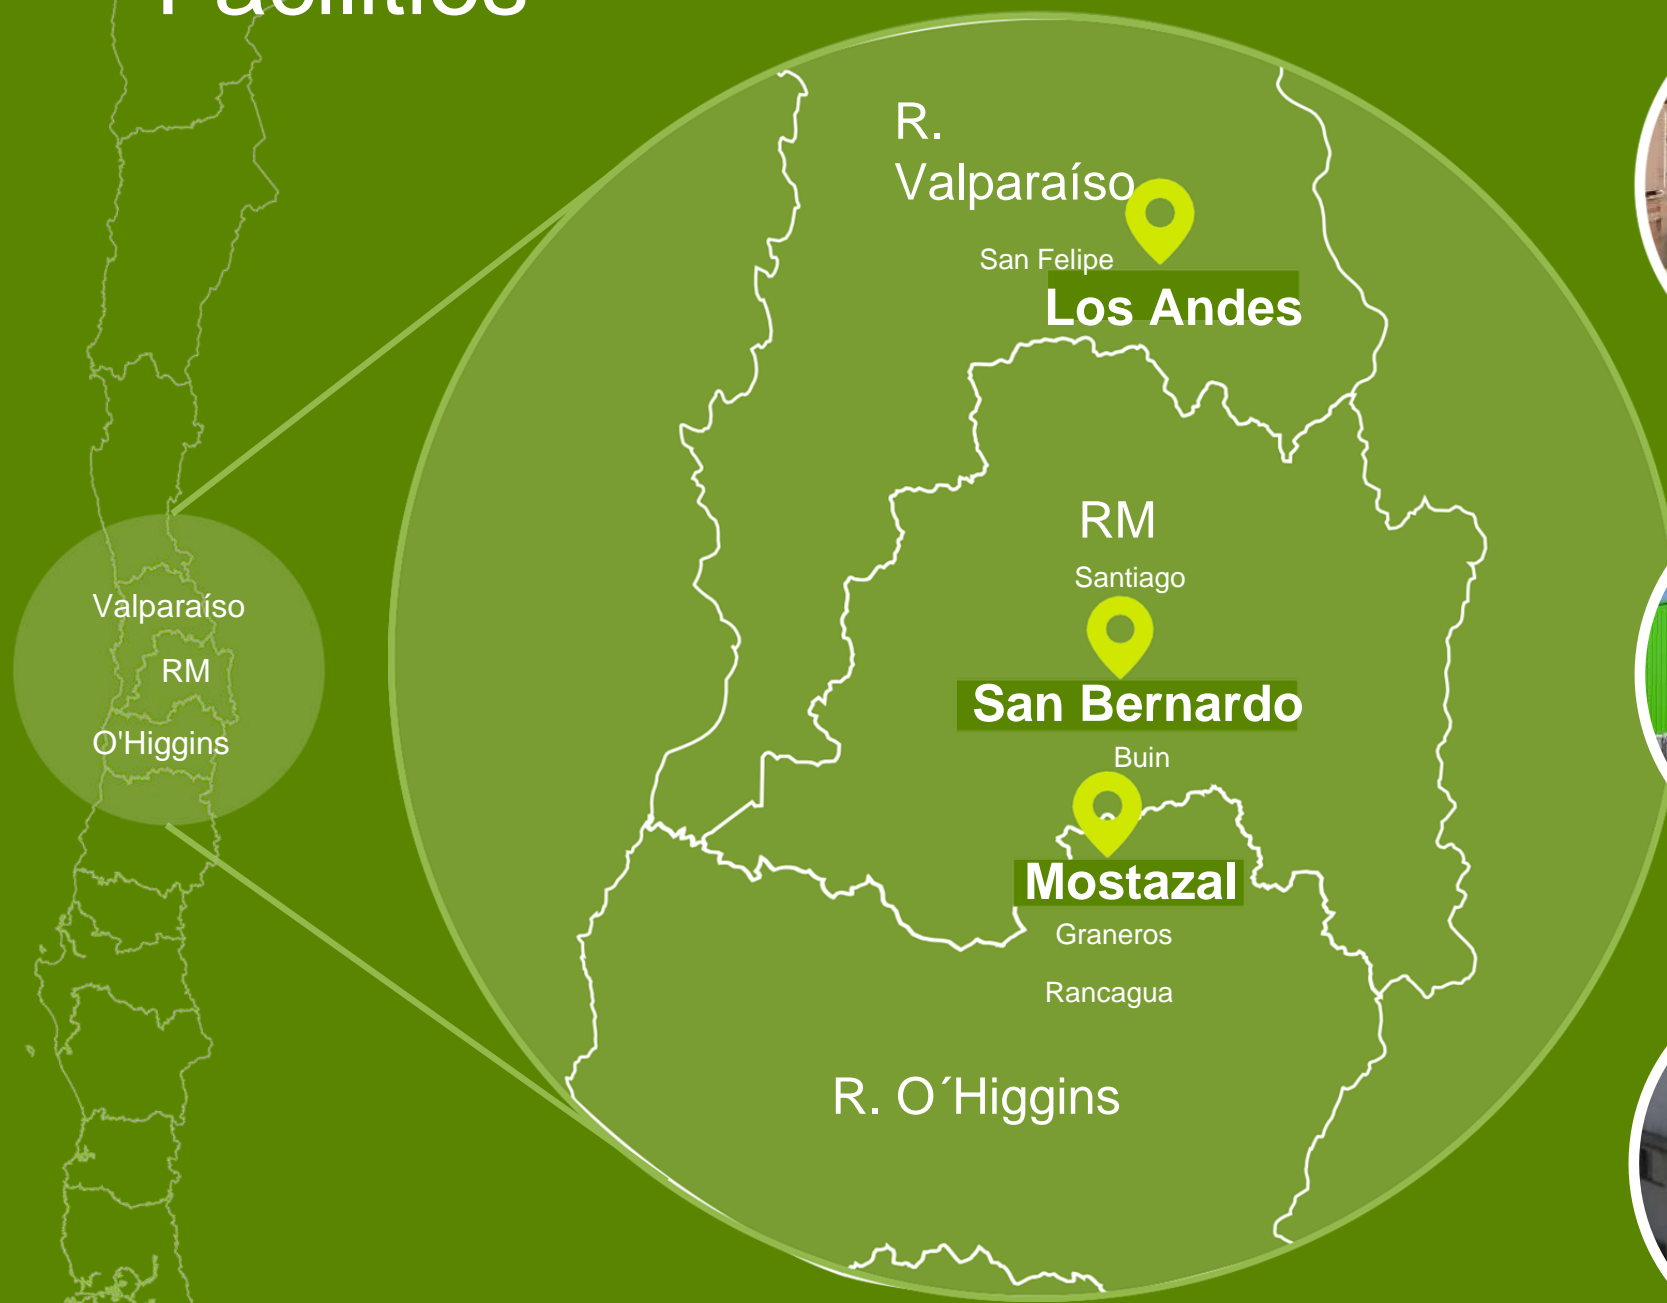 R.
Valparaíso
San Felipe
Los Andes
RM
Santiago
San Bernardo
Buin
Mostazal
Graneros
Rancagua
R. O´Higgins
Valparaíso
RM
O'Higgins